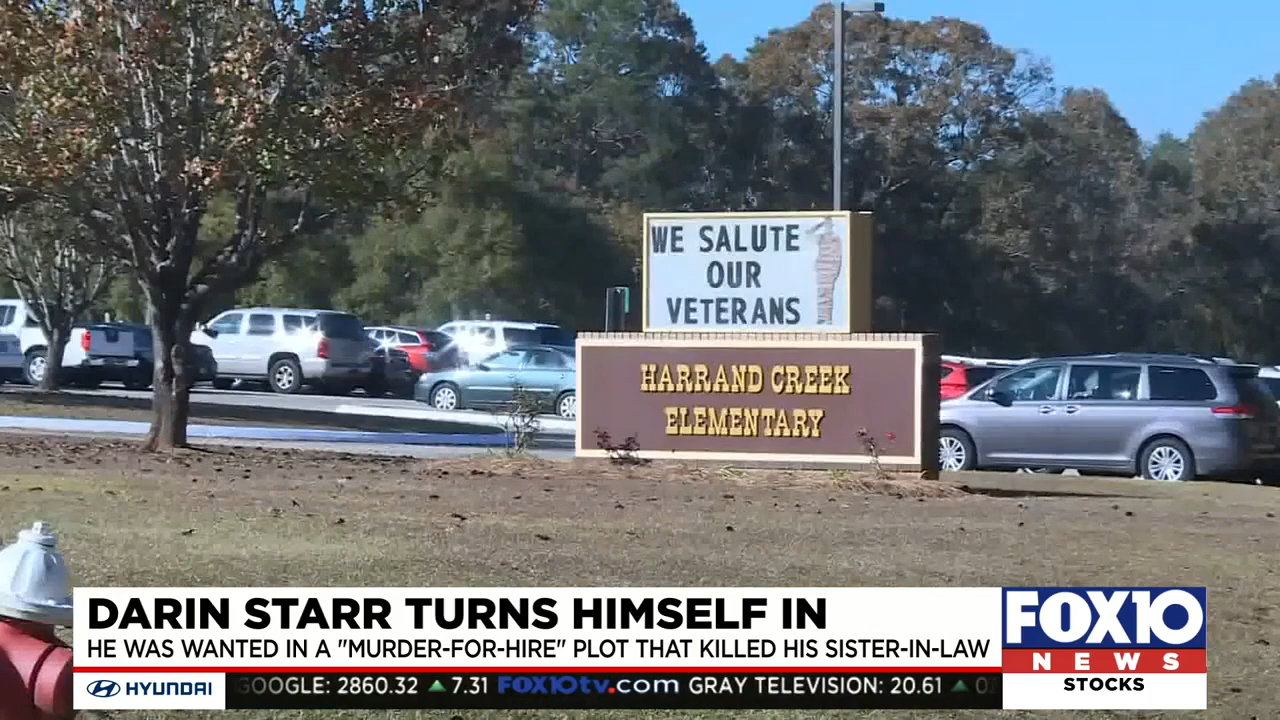 WE SALUTE
OUR
VETERANS
HARRAND CREEK
ELEMENTARY
DARIN STARR TURNS HIMSELF IN
HE WAS WANTED IN A "MURDER-FOR-HIRE" PLOT THAT KILLED HIS SISTER-IN-LAW
FOX10
NEWS
STOCKS
HYUNDAI
GOOGLE: 2860.32 ▲ 7.31 FOX10tv.com GRAY TELEVISION: 20.61 ▲